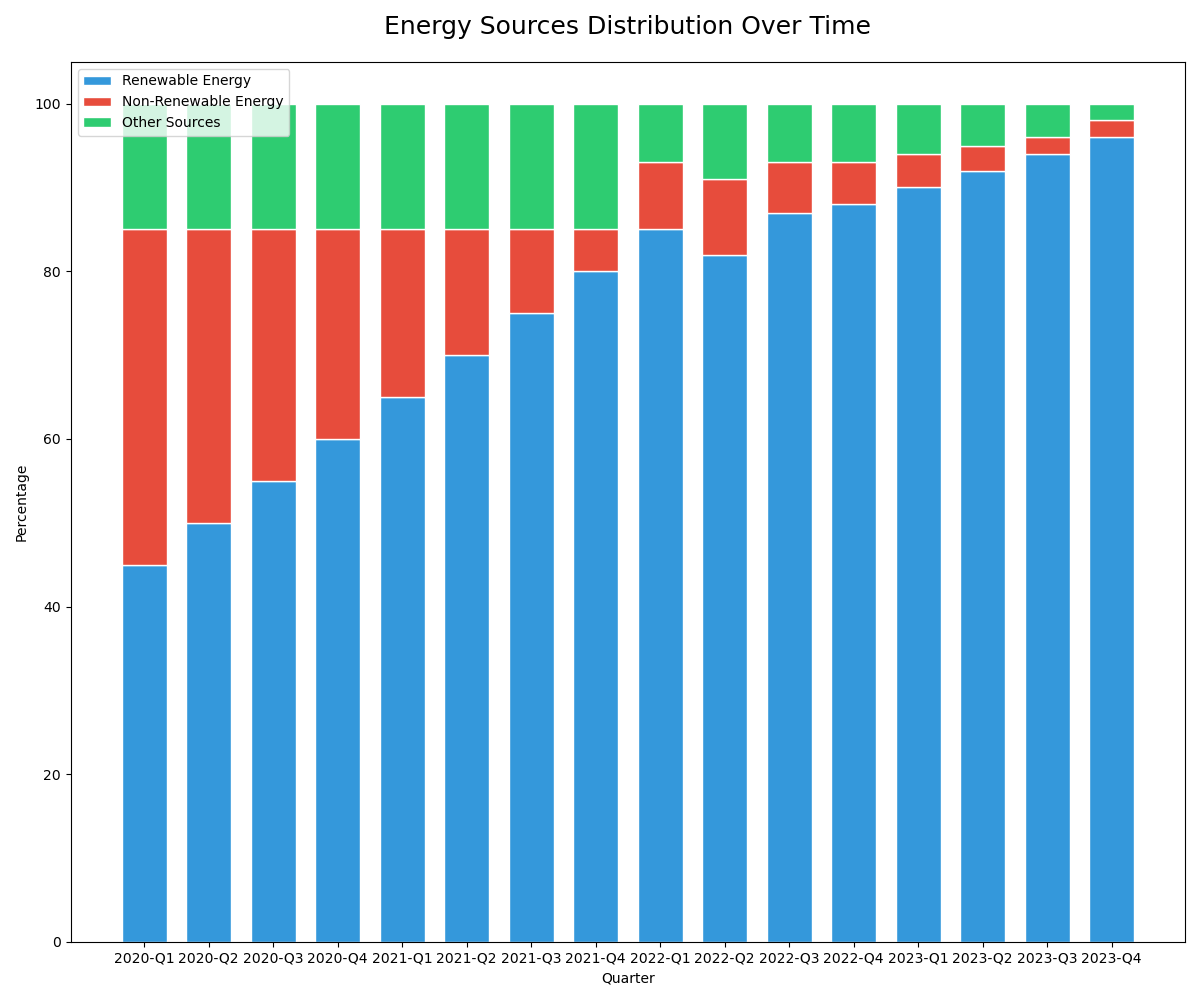 Energy Sources Distribution Over Time
Renewable Energy
Non-Renewable Energy
Other Sources
100
80
60
40
20
0
Percentage
2020-Q1 2020-Q2 2020-Q3 2020-Q4 2021-Q1 2021-Q2 2021-Q3 2021-Q4 2022-Q1 2022-Q2 2022-Q3 2022-Q4 2023-Q1 2023-Q2 2023-Q3 2023-Q4
Quarter